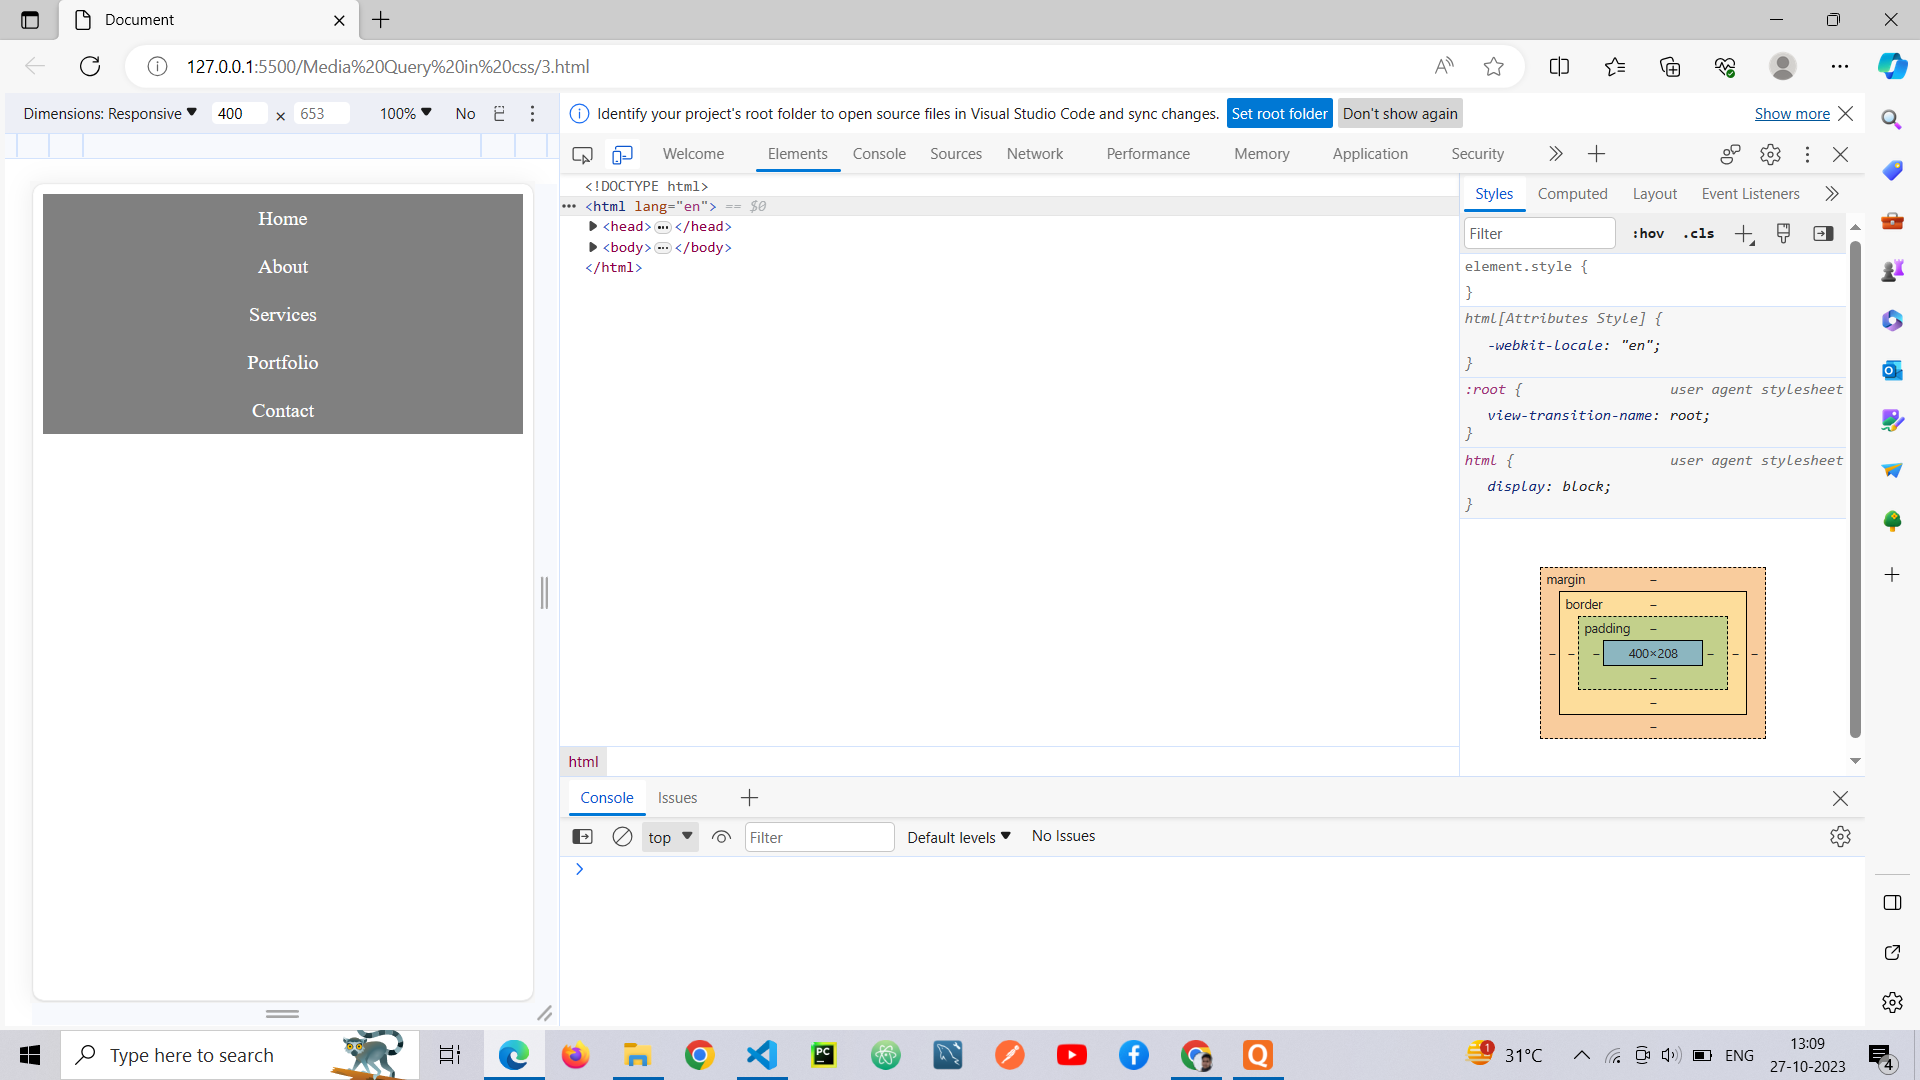 Document
127.0.0.1:5500/Media%20Query%20in%20css/3.html
Dimensions: Responsive 400 × 653 100% No
Identify your project's root folder to open source files in Visual Studio Code and sync changes. Set root folder Don't show again Show more
Welcome Elements Console Sources Network Performance Memory Application Security
Home
About
Services
Portfolio
Contact
<!DOCTYPE html>
<html lang="en"> == $0
<head> ••• </head>
<body> ••• </body>
</html>
html
Styles Computed Layout Event Listeners
Filter :hov .cls
element.style {
}
html[Attributes Style] {
-webkit-locale: "en";
}
:root { user agent stylesheet
view-transition-name: root;
}
html { user agent stylesheet
display: block;
}
margin –
border –
padding –
– – – 400×208 – – –
–
–
–
Console Issues
top Filter Default levels No Issues
Type here to search
PC
1
31°C
ENG
13:09
27-10-2023
4